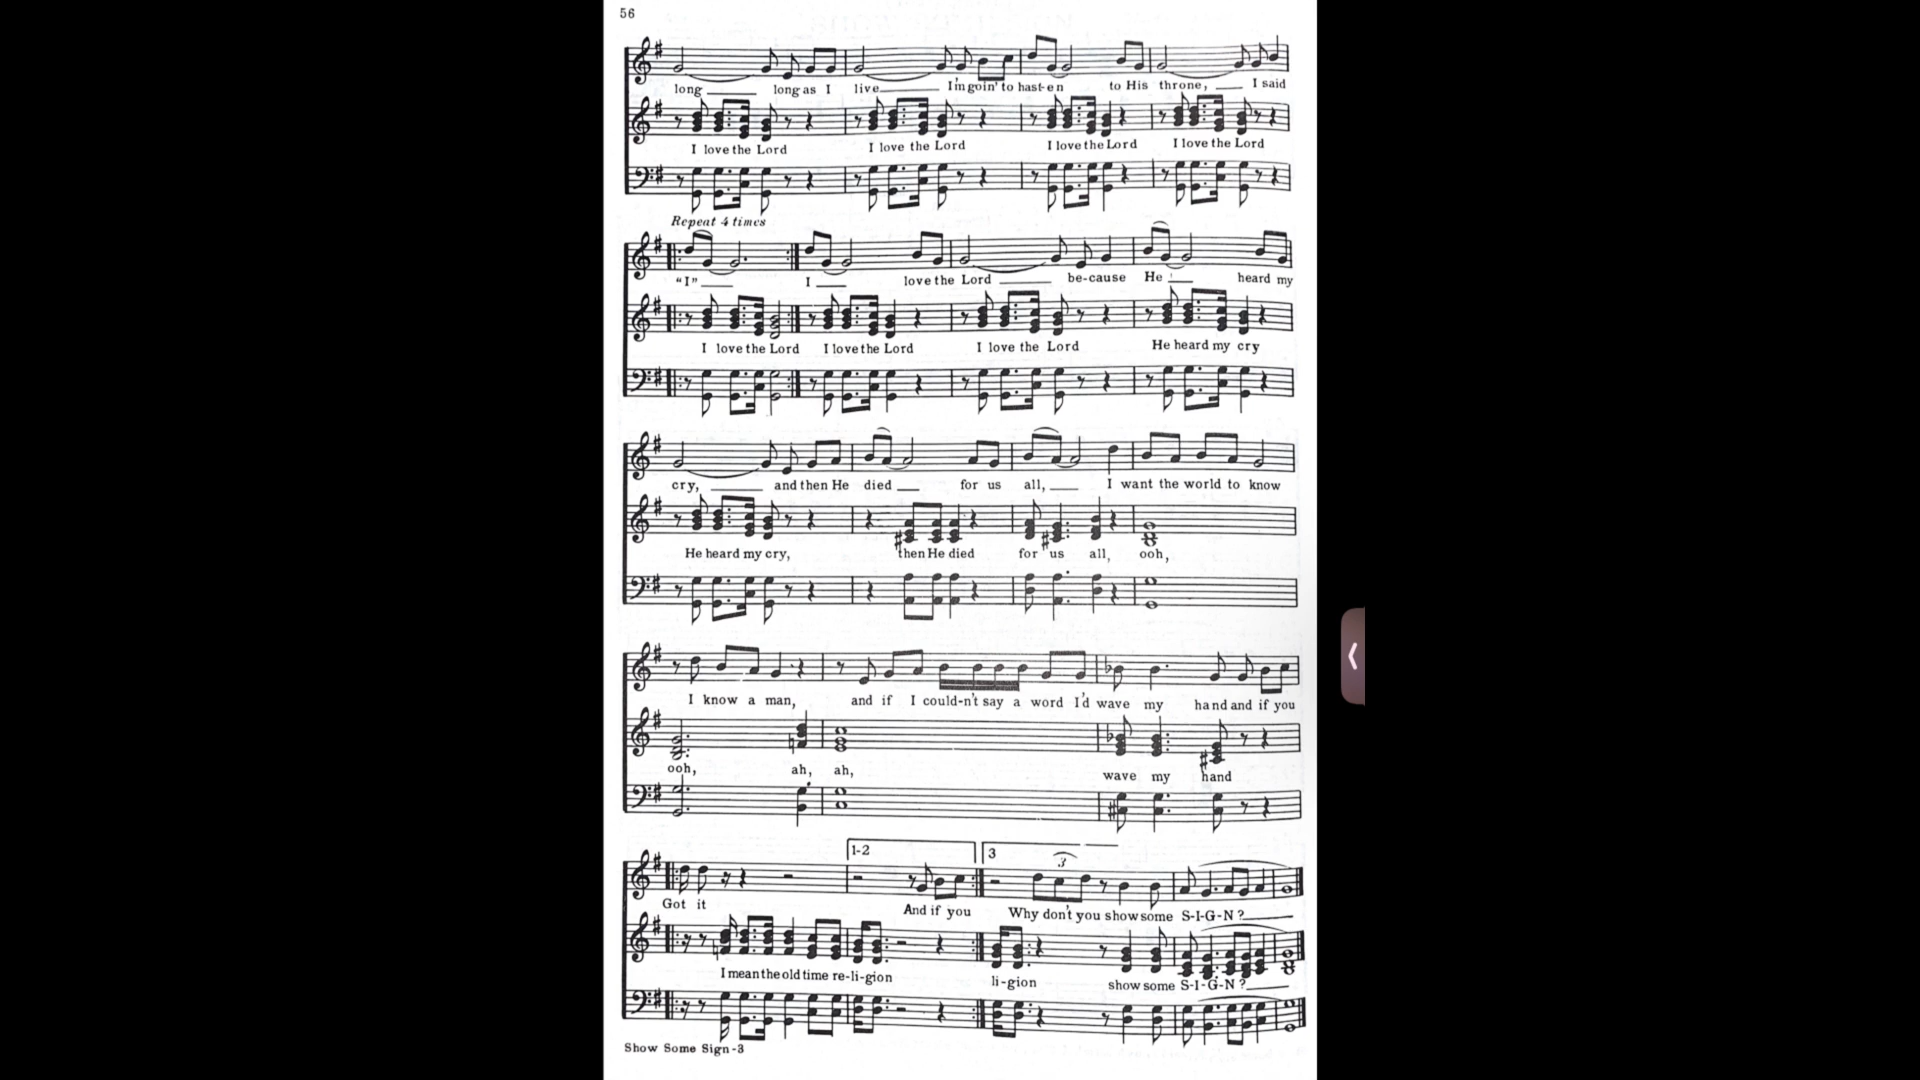 56
long long as I live I'm goin' to hast-en to His throne, I said
I love the Lord I love the Lord I love the Lord I love the Lord
Repeat 4 times
"I" I love the Lord be-cause He heard my
I love the Lord I love the Lord I love the Lord He heard my cry
cry, and then He died for us all, I want the world to know
He heard my cry, then He died for us all, ooh,
I know a man, and if I could-n't say a word I'd wave my hand and if you
ooh, ah, ah, wave my hand
1-2 3
3
Got it And if you Why don't you show some S-I-G-N?
I mean the old time re-li-gion li-gion show some S-I-G-N?
Show Some Sign-3